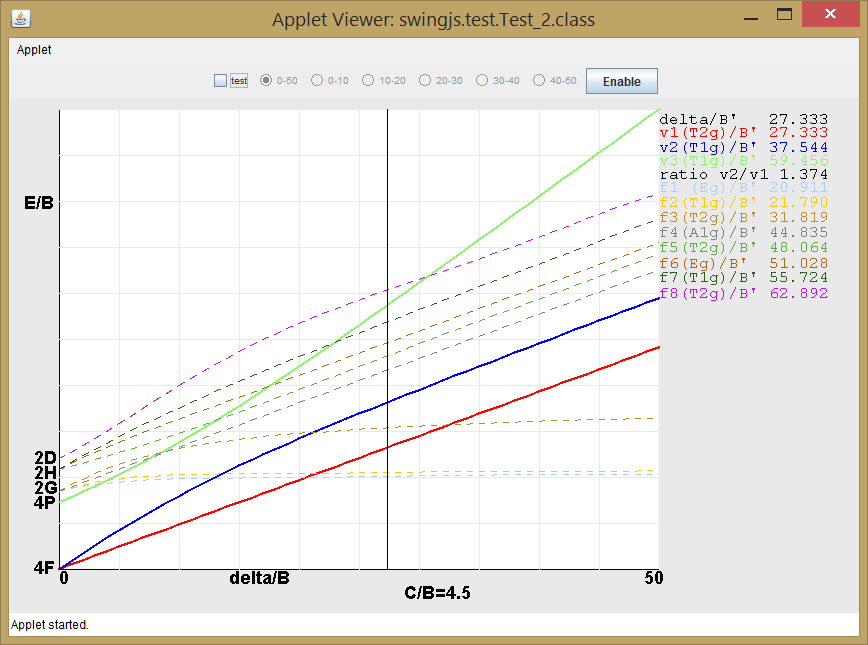 Applet Viewer: swingjs.test.Test_2.class
Applet
test 0-50 0-10 10-20 20-30 30-40 40-50 Enable
delta/B' 27.333
v1(T2g)/B' 27.333
v2(T1g)/B' 37.544
v3(T1g)/B' 59.456
ratio v2/v1 1.374
f1 (Eg)/B' 20.911
f2(T1g)/B' 21.790
f3(T2g)/B' 31.819
f4(A1g)/B' 44.835
f5(T2g)/B' 48.064
f6(Eg)/B' 51.028
f7(T1g)/B' 55.724
f8(T2g)/B' 62.892
E/B
2D
2H
2G
4P
4F
0 delta/B 50
C/B=4.5
Applet started.